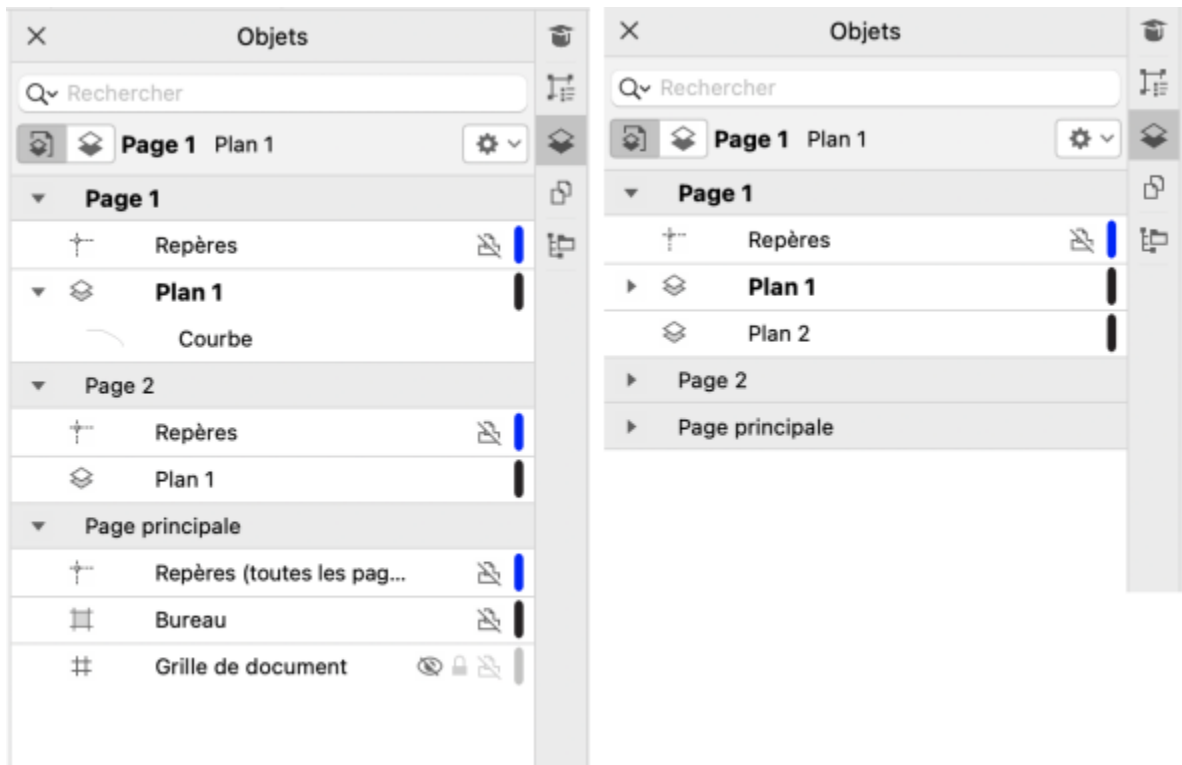 Objets
Rechercher
Page 1 Plan 1
Page 1
Repères
Plan 1
Courbe
Page 2
Repères
Plan 1
Page principale
Repères (toutes les pag...
Bureau
Grille de document
Objets
Rechercher
Page 1 Plan 1
Page 1
Repères
Plan 1
Plan 2
Page 2
Page principale